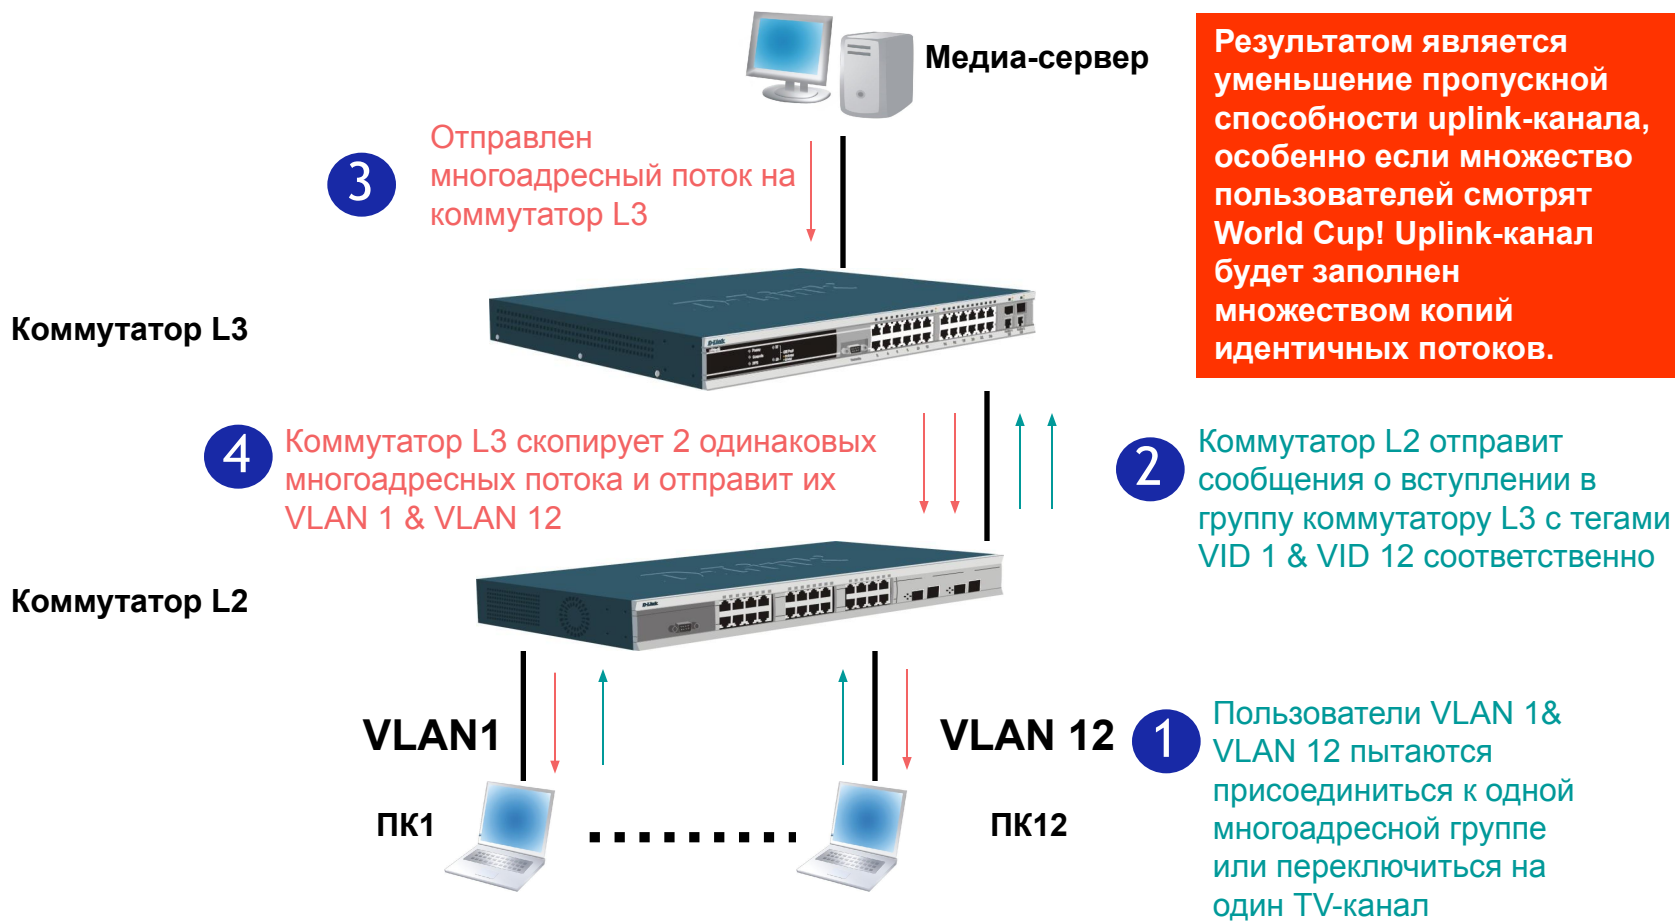 Медиа-сервер
Результатом является
уменьшение пропускной
способности uplink-канала,
особенно если множество
пользователей смотрят
World Cup! Uplink-канал
будет заполнен
множеством копий
идентичных потоков.
3
Отправлен
многоадресный поток на
коммутатор L3
Коммутатор L3
D-Link
D-Link
4
Коммутатор L3 скопирует 2 одинаковых
многоадресных потока и отправит их
VLAN 1 & VLAN 12
2
Коммутатор L2 отправит
сообщения о вступлении в
группу коммутатору L3 с тегами
VID 1 & VID 12 соответственно
Коммутатор L2
D-Link
D-Link
VLAN1
VLAN 12
1
Пользователи VLAN 1&
VLAN 12 пытаются
присоединиться к одной
многоадресной группе
или переключиться на
один TV-канал
ПК1
ПК12